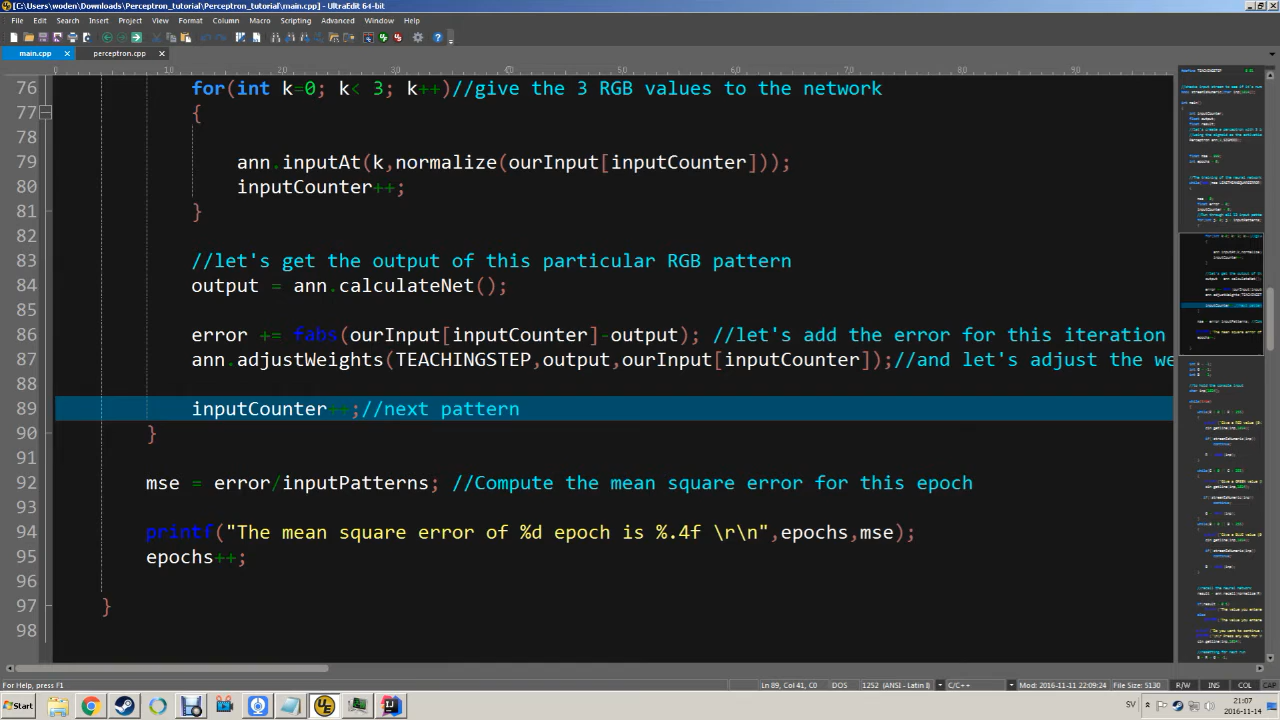 [C:\Users\woden\Downloads\Perceptron_tutorial\Perceptron_tutorial\main.cpp] - UltraEdit 64-bit
File Edit Search Insert Project View Format Column Macro Scripting Advanced Window Help
main.cpp perceptron.cpp
76 for(int k=0; k< 3; k++)//give the 3 RGB values to the network
77 {
78
79 ann.inputAt(k,normalize(ourInput[inputCounter]));
80 inputCounter++;
81 }
82
83 //let's get the output of this particular RGB pattern
84 output = ann.calculateNet();
85
86 error += fabs(ourInput[inputCounter]-output); //let's add the error for this iteration
87 ann.adjustWeights(TEACHINGSTEP,output,ourInput[inputCounter]);//and let's adjust the we
88
89 inputCounter++;//next pattern
90 }
91
92 mse = error/inputPatterns; //Compute the mean square error for this epoch
93
94 printf("The mean square error of %d epoch is %.4f \r\n",epochs,mse);
95 epochs++;
96
97 }
98
For Help, press F1 Ln 89, Col 41, C0 DOS 1252 (ANSI - Latin I) C/C++ Mod: 2016-11-11 22:09:24 File Size: 5130 R/W INS COL CAP
Start SV 21:07
2016-11-14